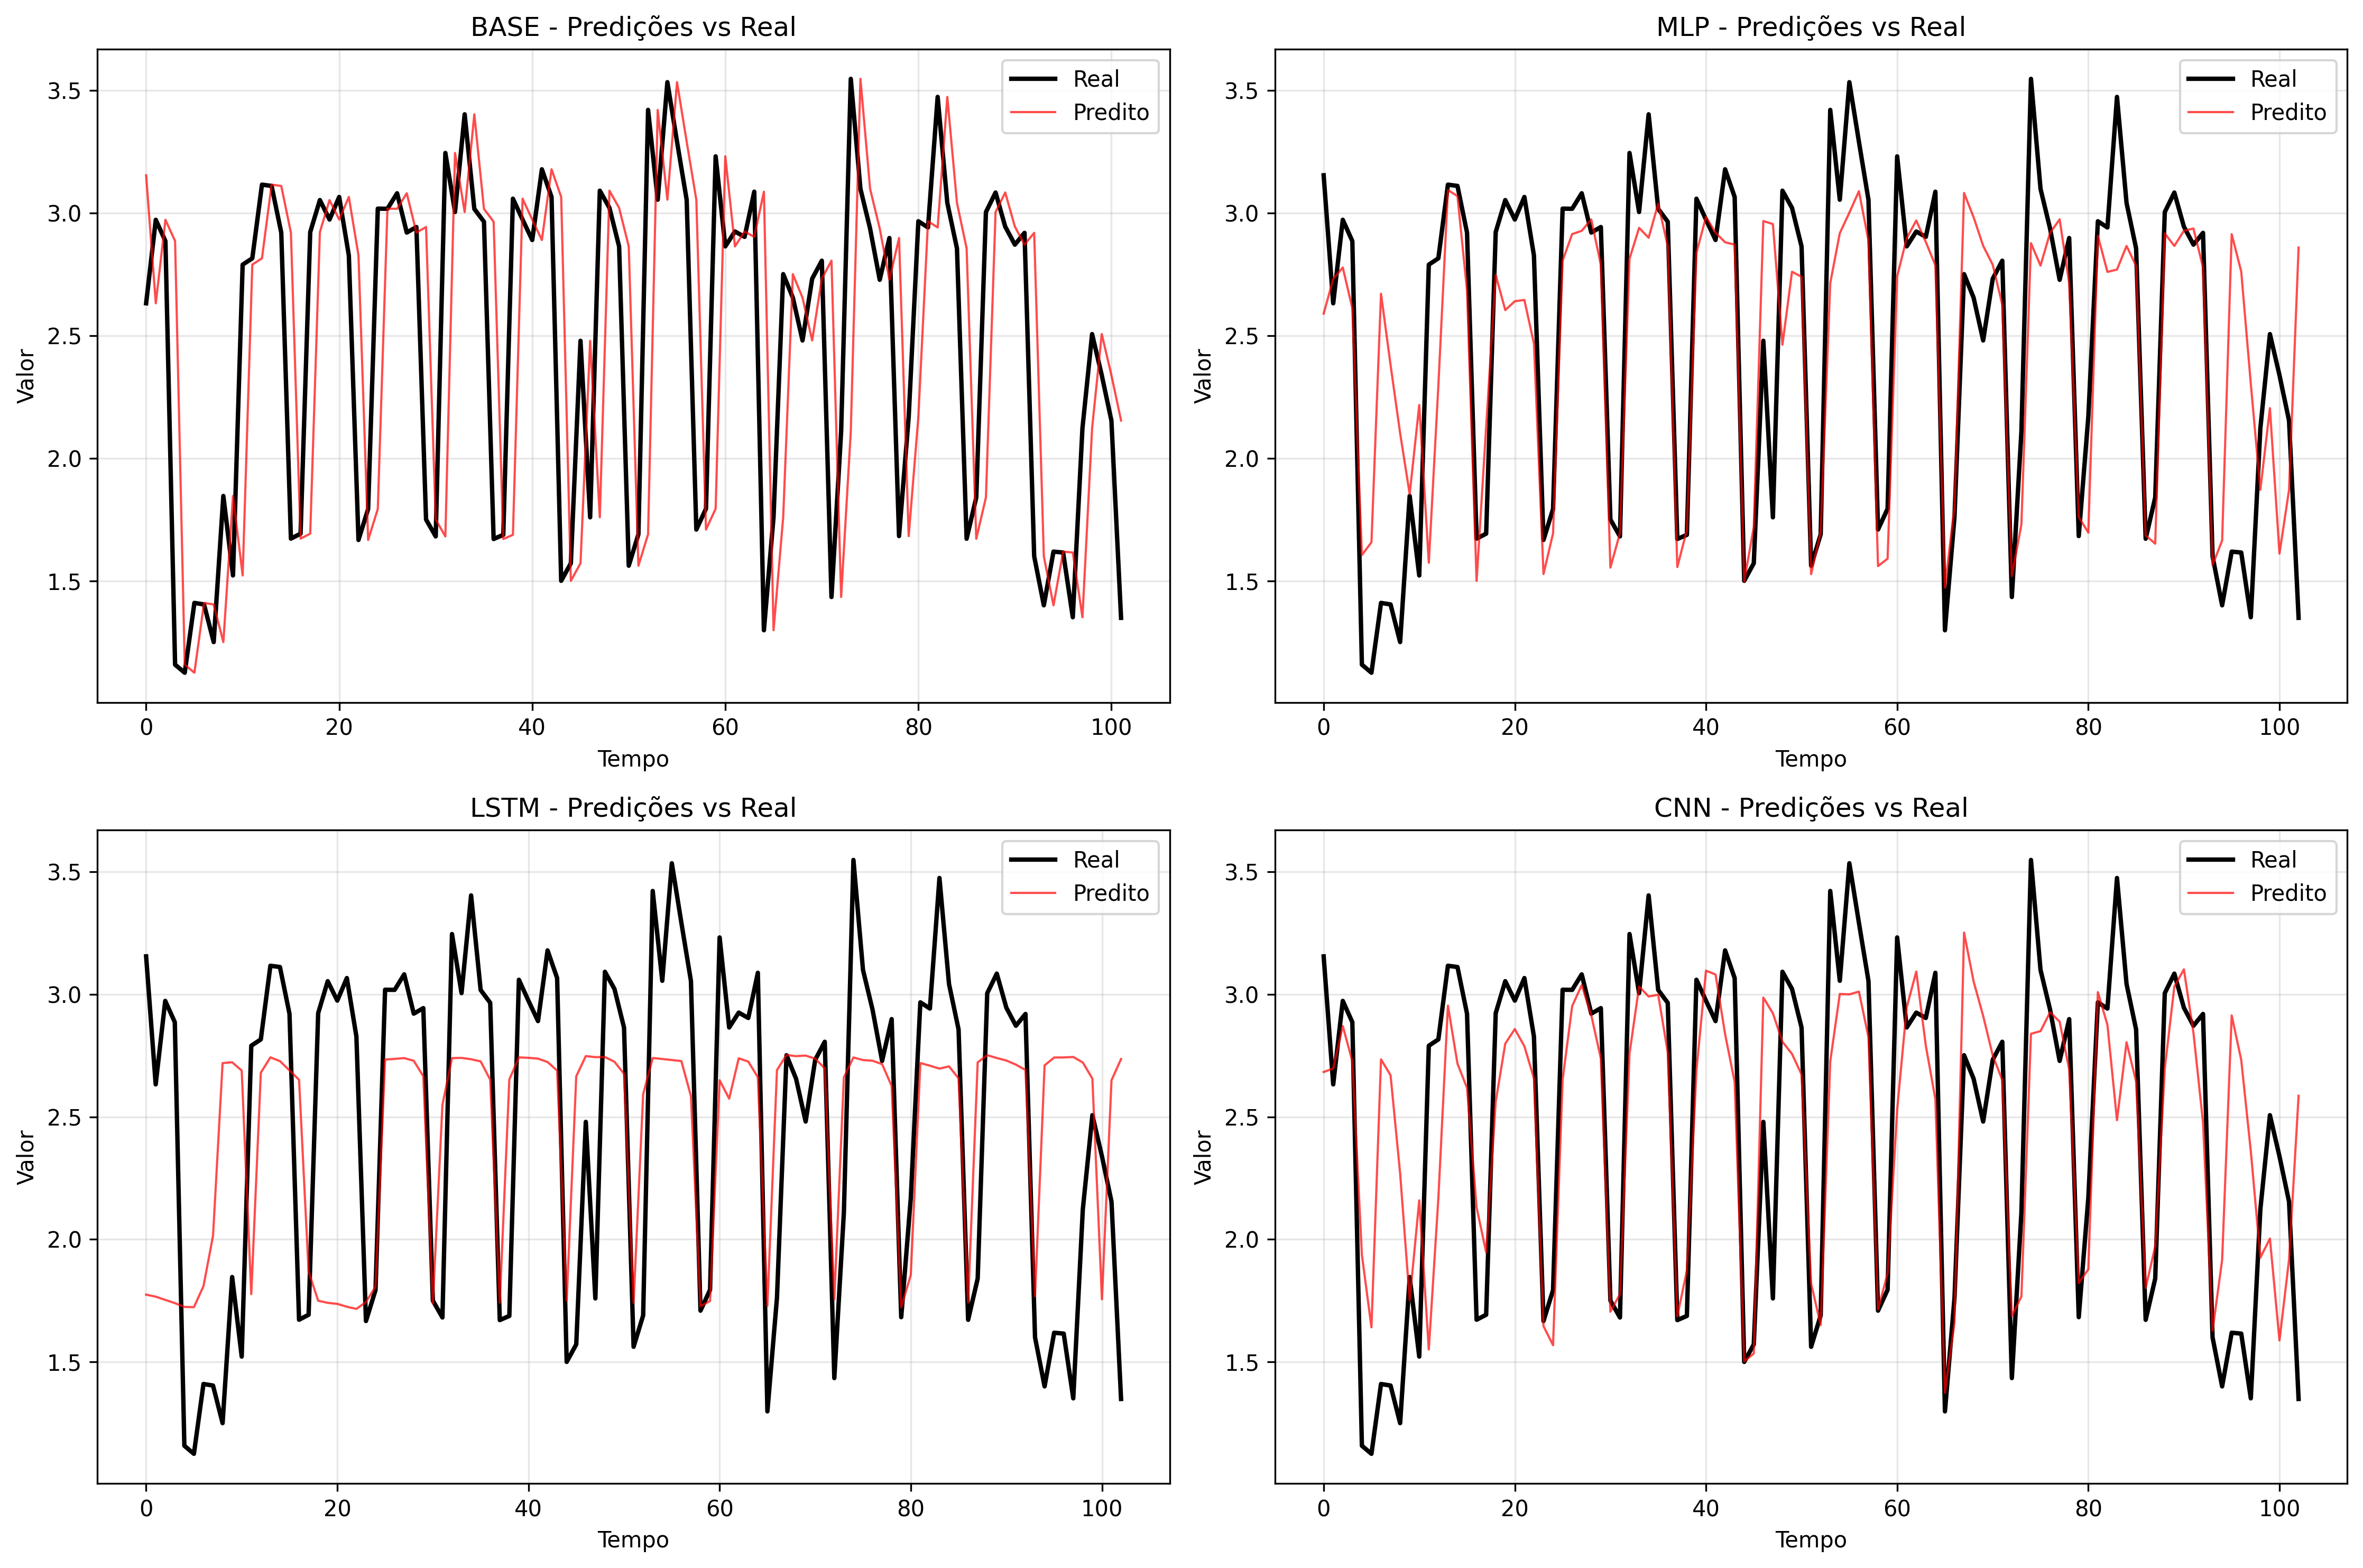 BASE - Predições vs Real
Real
Predito
3.5
3.0
2.5
2.0
1.5
Valor
0 20 40 60 80 100
Tempo
MLP - Predições vs Real
Real
Predito
3.5
3.0
2.5
2.0
1.5
Valor
0 20 40 60 80 100
Tempo
LSTM - Predições vs Real
Real
Predito
3.5
3.0
2.5
2.0
1.5
Valor
0 20 40 60 80 100
Tempo
CNN - Predições vs Real
Real
Predito
3.5
3.0
2.5
2.0
1.5
Valor
0 20 40 60 80 100
Tempo